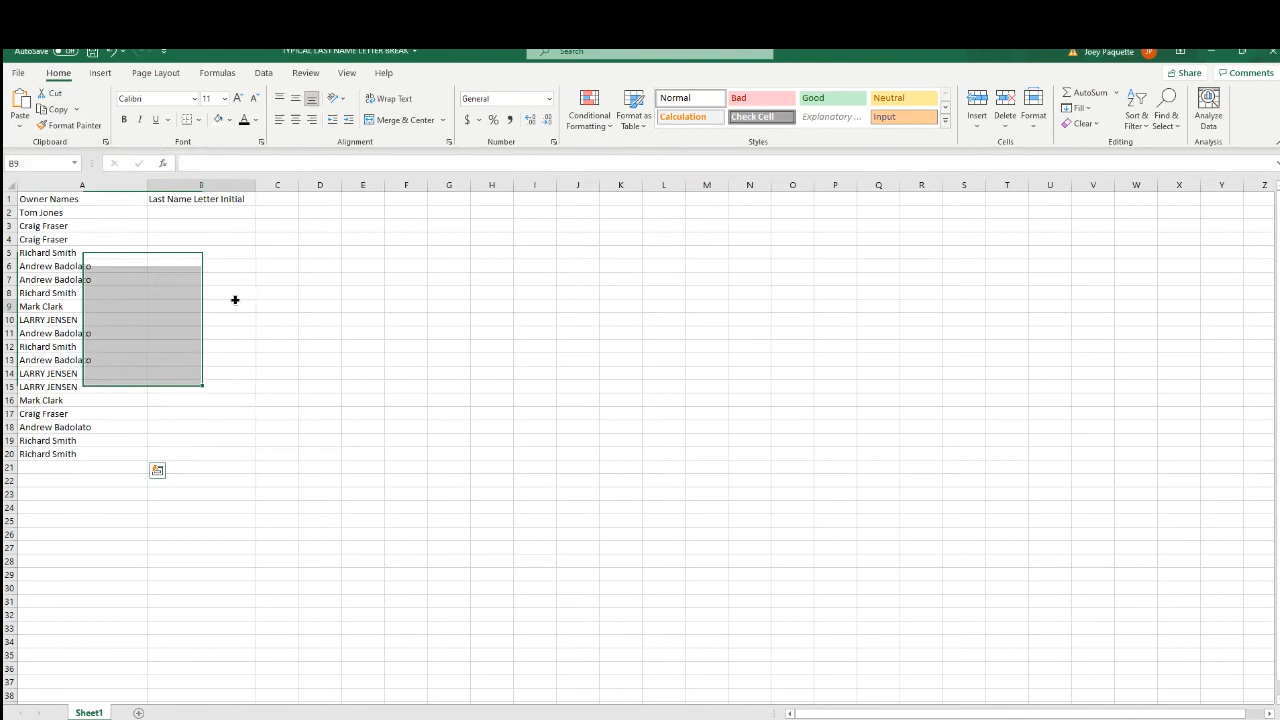 AutoSave Off TYPICAL LAST NAME LETTER BREAK Search Joey Paquette JP
File Home Insert Page Layout Formulas Data Review View Help Share Comments
Paste Cut Copy Format Painter Clipboard
Calibri 11 A A B I U A Font
ab Wrap Text Merge & Center Alignment
General $ % 9 Number
Conditional Formatting Format as Table
Normal Bad Good Neutral
Calculation Check Cell Explanatory ... Input
Styles
Insert Delete Format Cells
AutoSum Fill Clear Sort & Filter Find & Select Editing
Analyze Data Analysis
B9 fx
A B C D E F G H I J K L M N O P Q R S T U V W X Y Z
1 Owner Names Last Name Letter Initial
2 Tom Jones
3 Craig Fraser
4 Craig Fraser
5 Richard Smith
6 Andrew Badolato
7 Andrew Badolato
8 Richard Smith
9 Mark Clark
10 LARRY JENSEN
11 Andrew Badolato
12 Richard Smith
13 Andrew Badolato
14 LARRY JENSEN
15 LARRY JENSEN
16 Mark Clark
17 Craig Fraser
18 Andrew Badolato
19 Richard Smith
20 Richard Smith
21
22
23
24
25
26
27
28
29
30
31
32
33
34
35
36
37
38
Sheet1